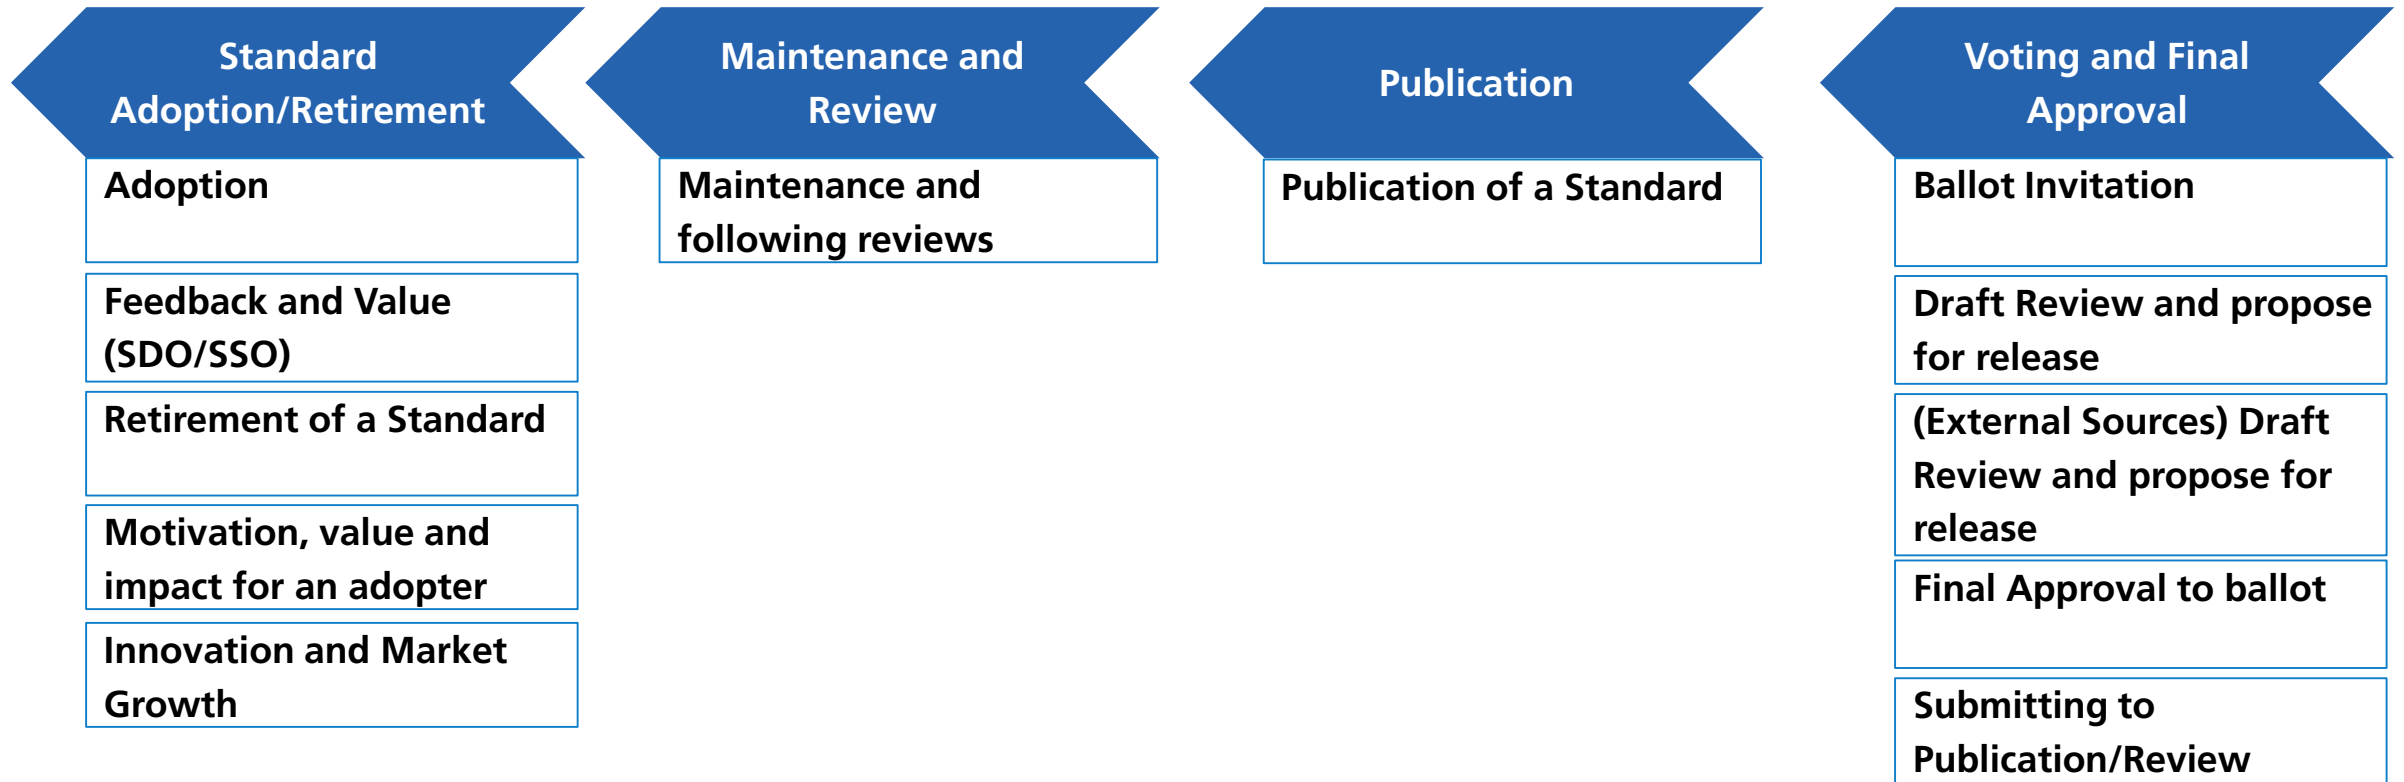 Standard
Adoption/Retirement
Adoption
Feedback and Value
(SDO/SSO)
Retirement of a Standard
Motivation, value and
impact for an adopter
Innovation and Market
Growth
Maintenance and
Review
Maintenance and
following reviews
Publication
Publication of a Standard
Voting and Final
Approval
Ballot Invitation
Draft Review and propose
for release
(External Sources) Draft
Review and propose for
release
Final Approval to ballot
Submitting to
Publication/Review